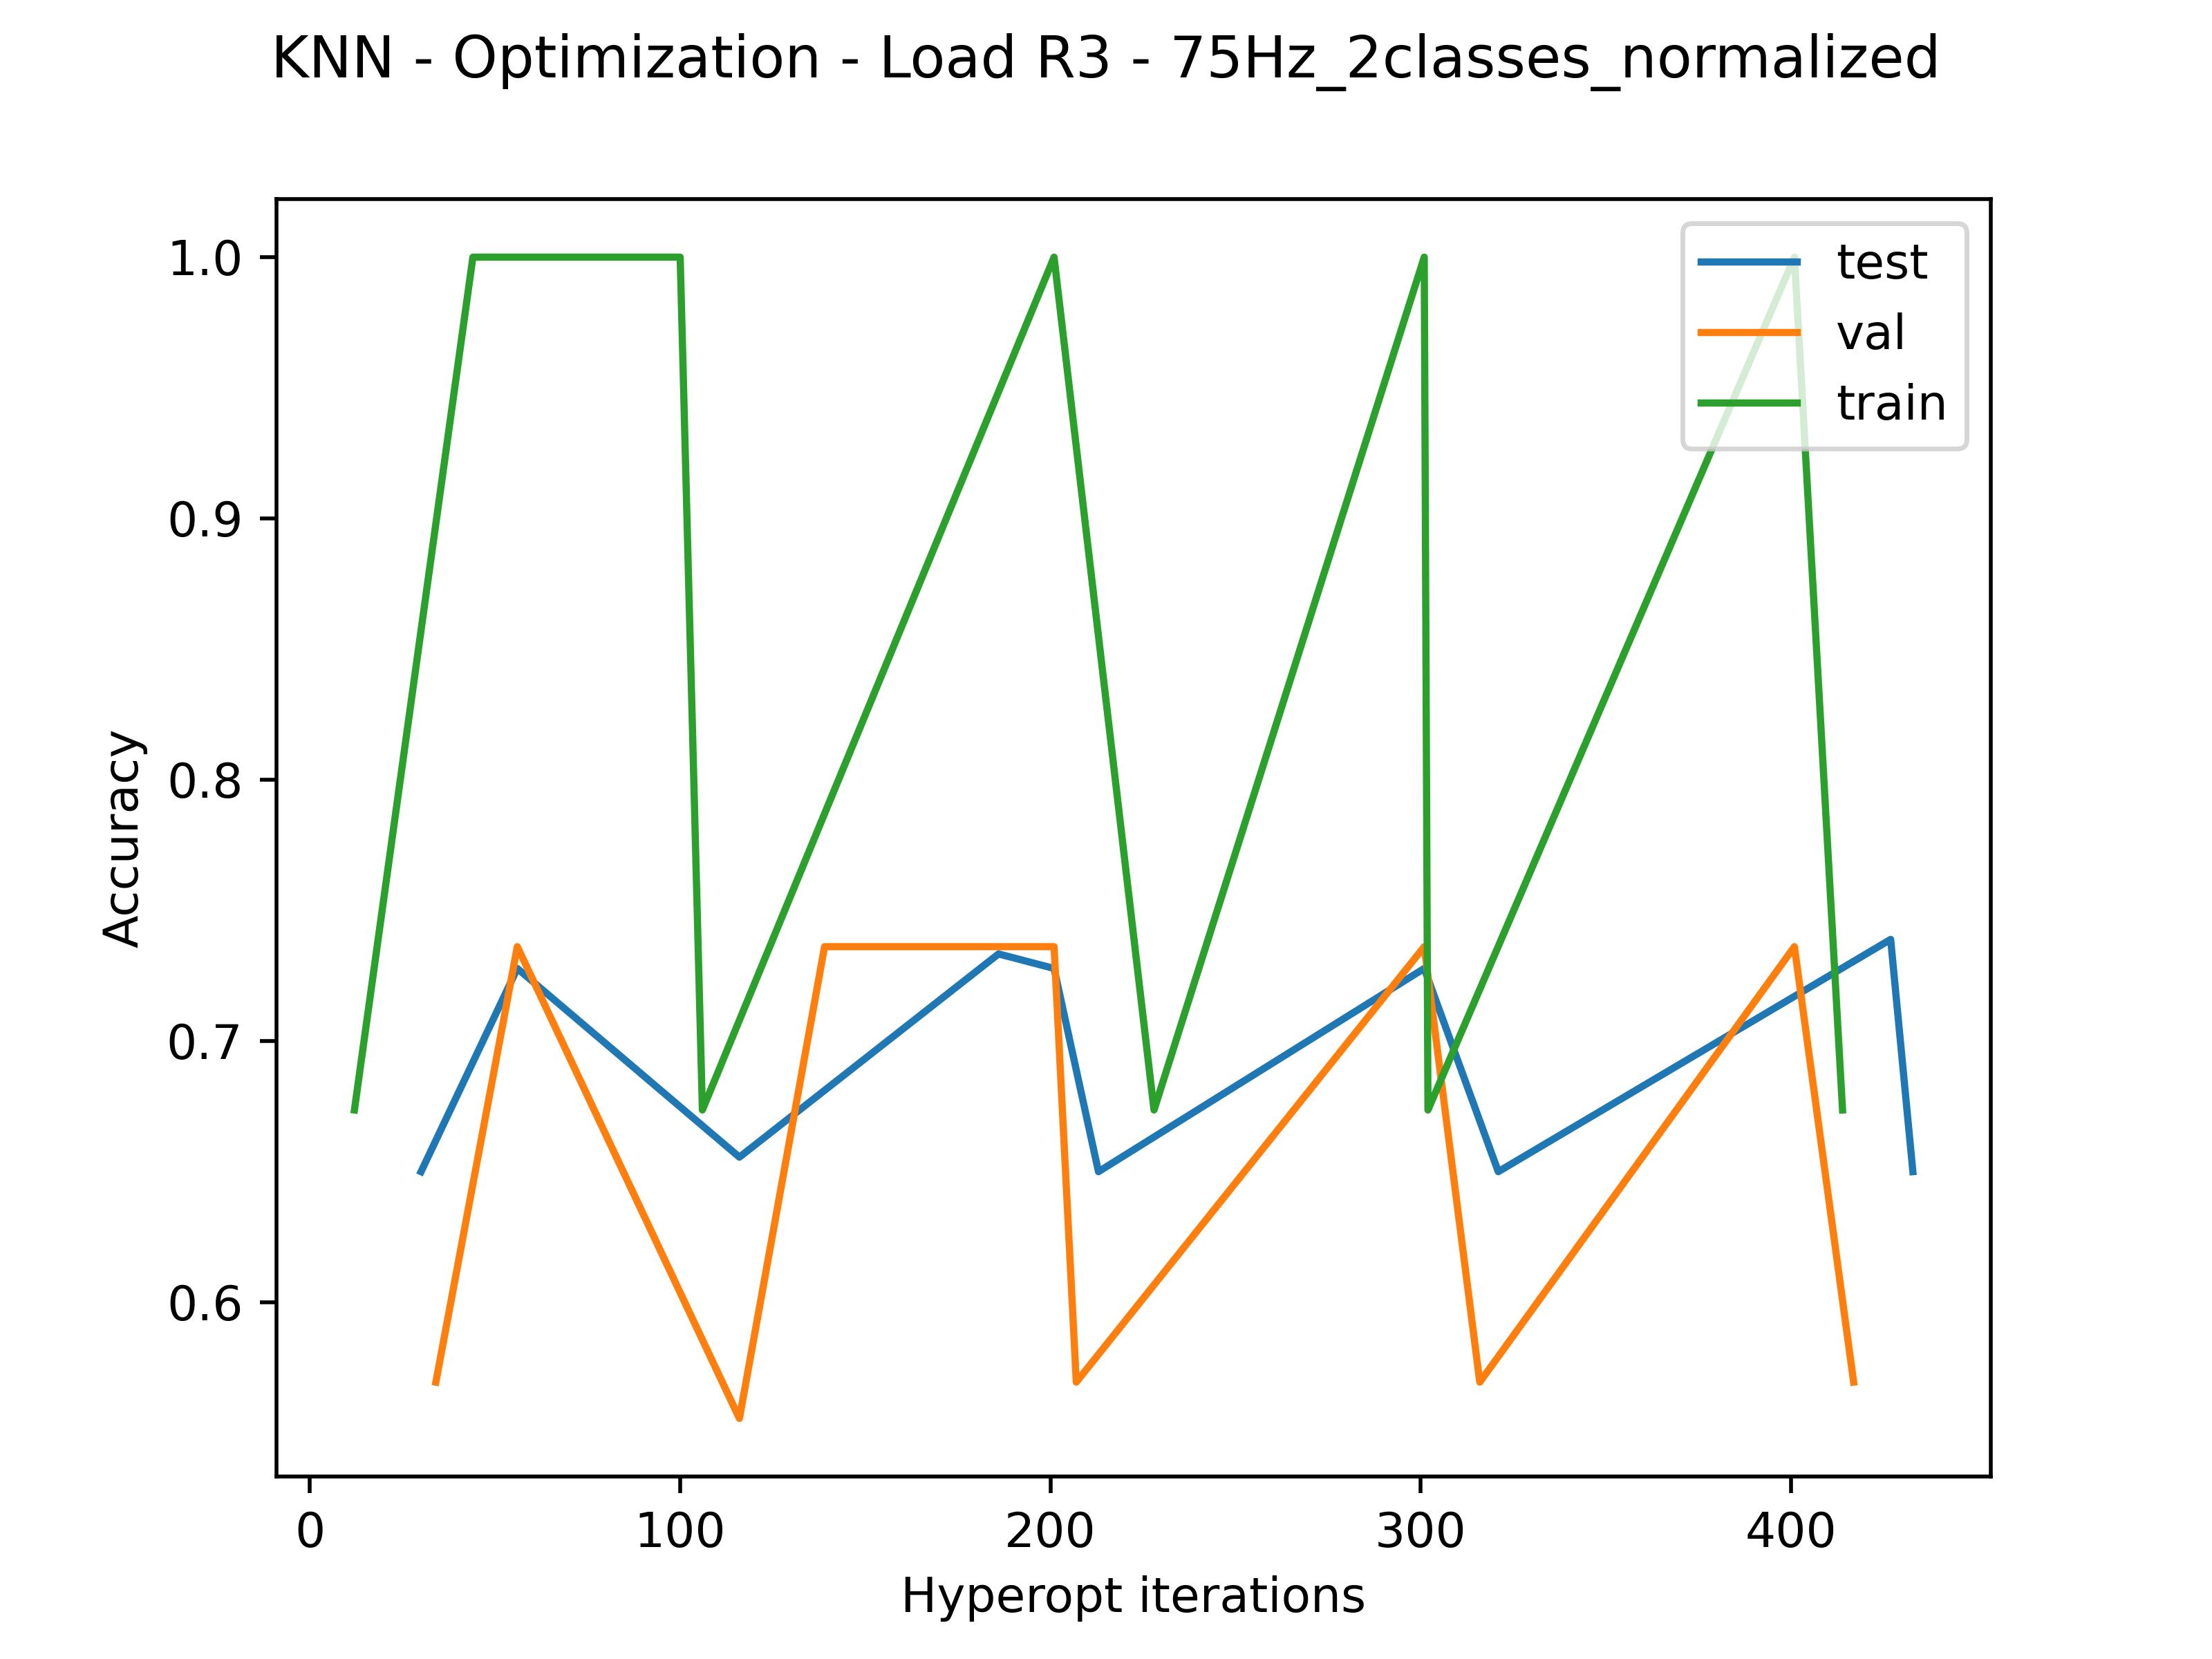 KNN - Optimization - Load R3 - 75Hz_2classes_normalized
test
val
train
1.0
0.9
0.8
0.7
0.6
Accuracy
0 100 200 300 400
Hyperopt iterations